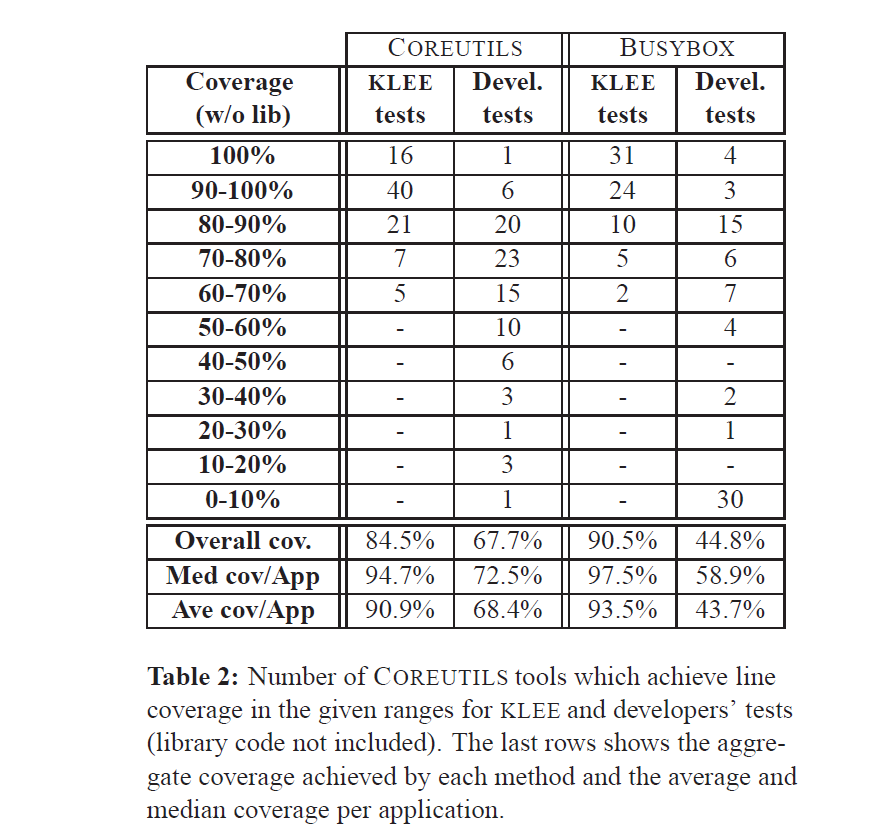 COREUTILS BUSYBOX
Coverage KLEE Devel. KLEE Devel.
(w/o lib) tests tests tests tests
100% 16 1 31 4
90-100% 40 6 24 3
80-90% 21 20 10 15
70-80% 7 23 5 6
60-70% 5 15 2 7
50-60% - 10 - 4
40-50% - 6 - -
30-40% - 3 - 2
20-30% - 1 - 1
10-20% - 3 - -
0-10% - 1 - 30
Overall cov. 84.5% 67.7% 90.5% 44.8%
Med cov/App 94.7% 72.5% 97.5% 58.9%
Ave cov/App 90.9% 68.4% 93.5% 43.7%
Table 2: Number of COREUTILS tools which achieve line
coverage in the given ranges for KLEE and developers’ tests
(library code not included). The last rows shows the aggre-
gate coverage achieved by each method and the average and
median coverage per application.